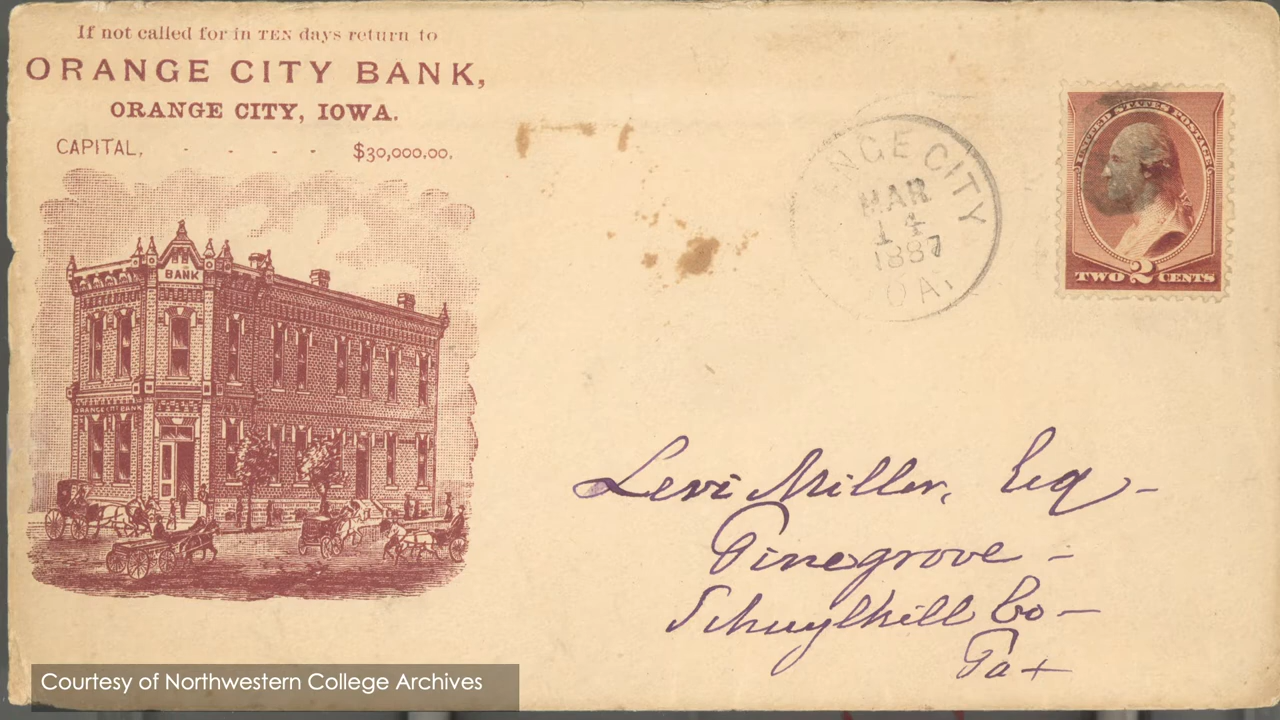 If not called for in TEN days return to
ORANGE CITY BANK,
ORANGE CITY, IOWA.
CAPITAL, - - - - $30,000.00.
BANK
ORANGE CITY BANK
NGE CITY
MAR
14
1887
OA.
UNITED STATES POSTAGE
TWO 2 CENTS
Levi Miller, Esq -
Pinegrove -
Schuylkill Co -
Pa
Courtesy of Northwestern College Archives